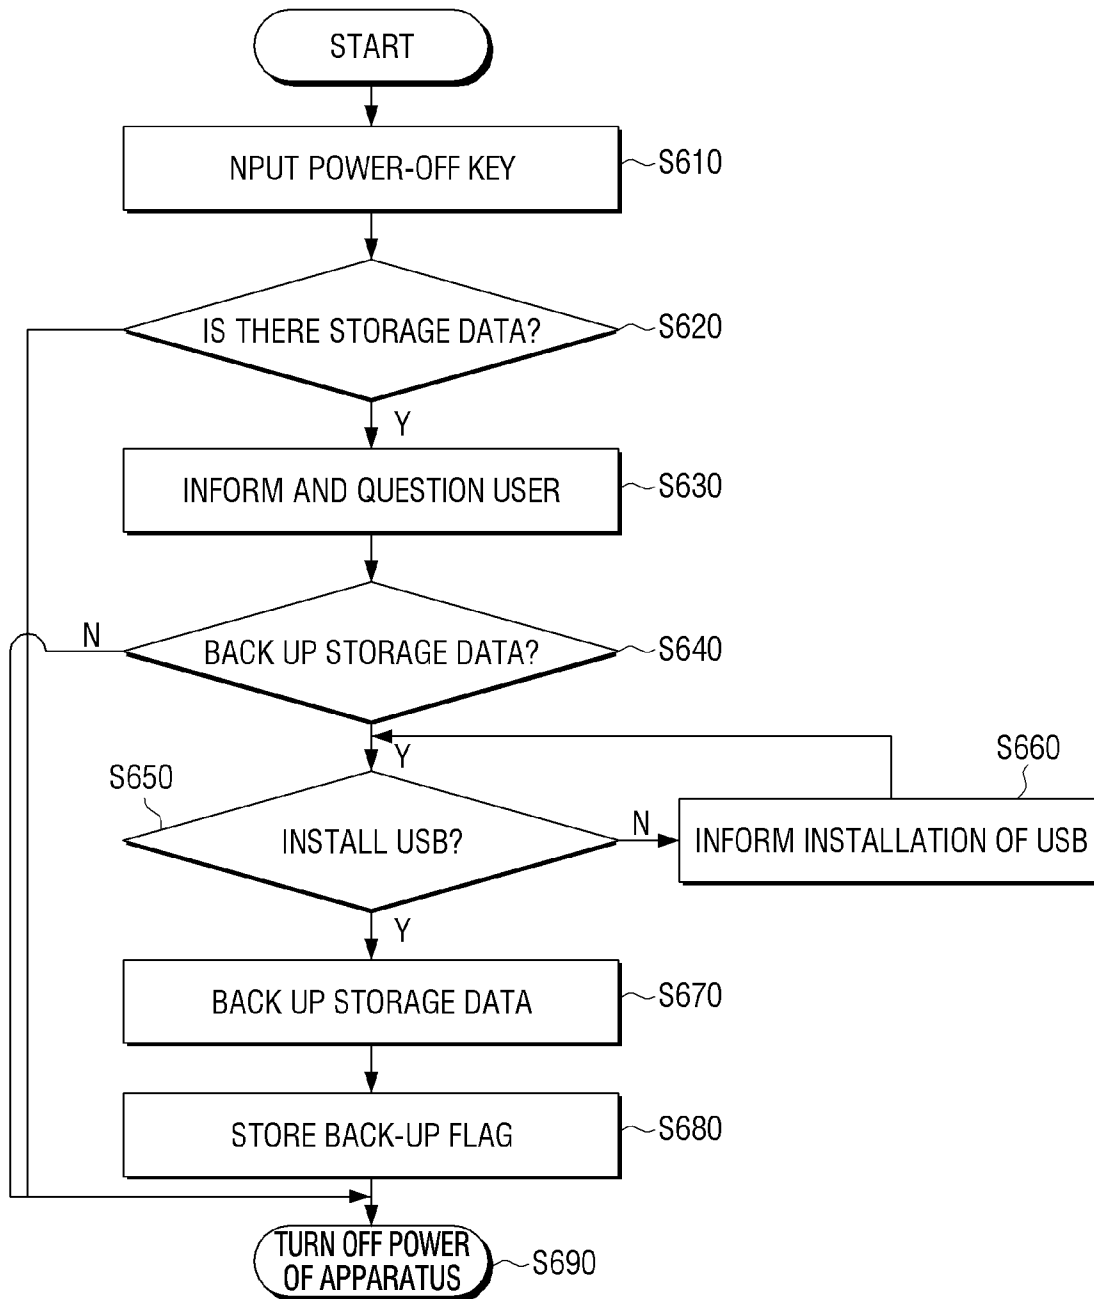 START
NPUT POWER-OFF KEY
S610
IS THERE STORAGE DATA?
S620
Y
INFORM AND QUESTION USER
S630
N
BACK UP STORAGE DATA?
S640
Y
S650
S660
INSTALL USB?
N
INFORM INSTALLATION OF USB
Y
BACK UP STORAGE DATA
S670
STORE BACK-UP FLAG
S680
TURN OFF POWER
OF APPARATUS
S690